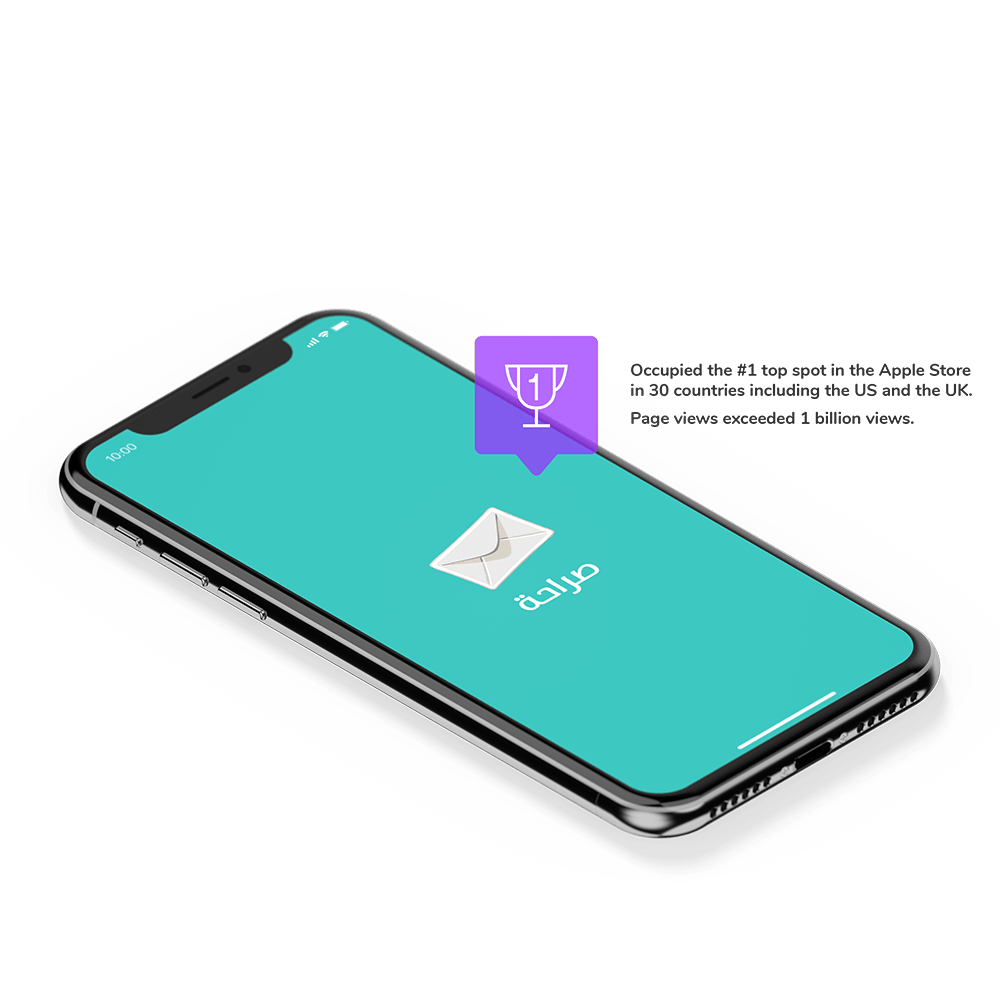 10:00
1
Occupied the #1 top spot in the Apple Store
in 30 countries including the US and the UK.
Page views exceeded 1 billion views.
صراحة